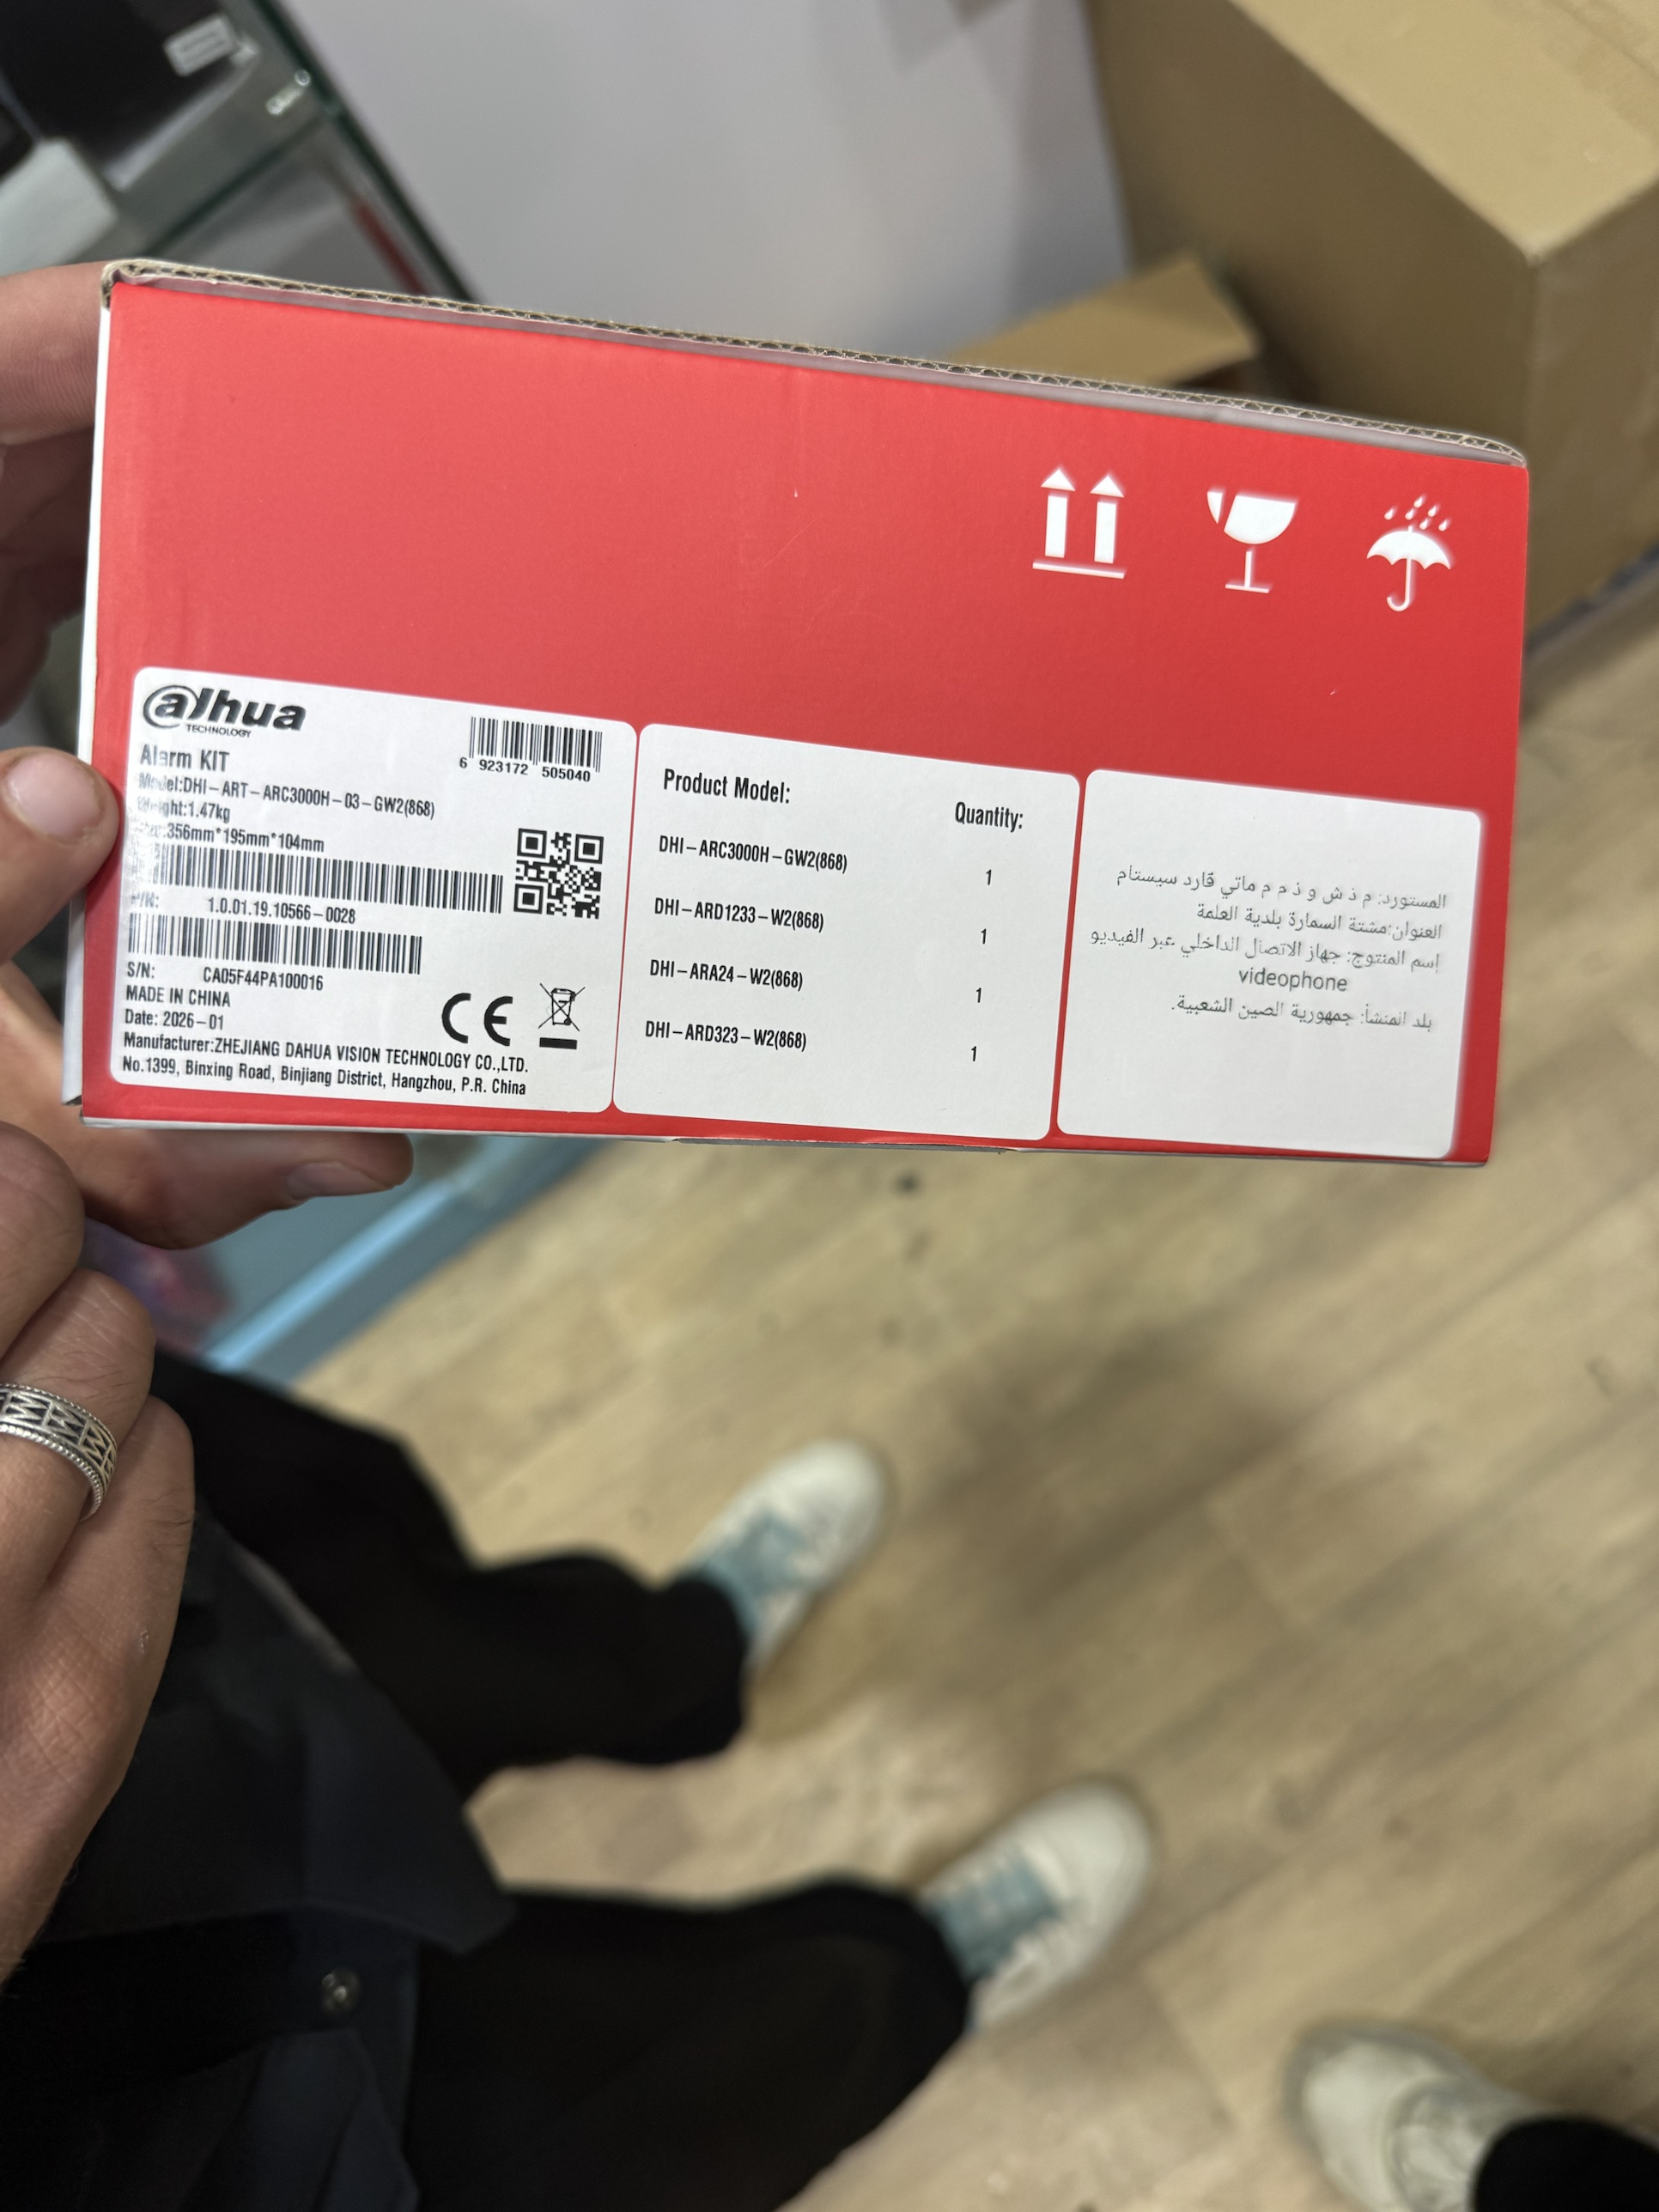 alhua
TECHNOLOGY
Alarm KIT
6 923172 505040
Model:DHI-ART-ARC3000H-03-GW2(868)
Weight:1.47kg
356mm*195mm*104mm
1.0.01.19.10566-0028
S/N: CA05F44PA100016
MADE IN CHINA
Date: 2026-01
CE
Manufacturer:ZHEJIANG DAHUA VISION TECHNOLOGY CO.,LTD.
No.1399, Binxing Road, Binjiang District, Hangzhou, P.R. China
Product Model: Quantity:
DHI-ARC3000H-GW2(868) 1
DHI-ARD1233-W2(868) 1
DHI-ARA24-W2(868) 1
DHI-ARD323-W2(868) 1
المستورد: م ذ ش و ذ م م ماتي قارد سيستام
العنوان:مشتة السمارة بلدية العلمة
إسم المنتوج: جهاز الاتصال الداخلي عبر الفيديو
videophone
بلد المنشأ: جمهورية الصين الشعبية.